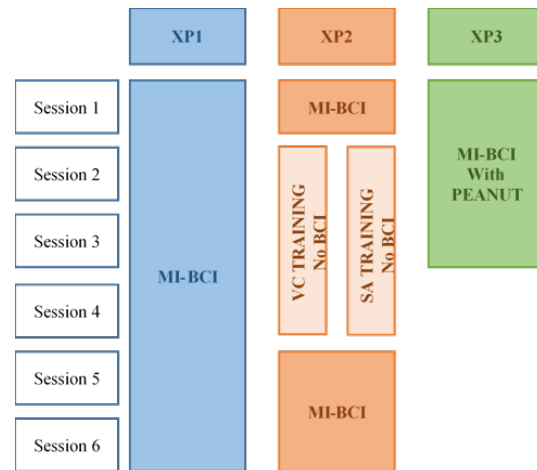 XP1
XP2
XP3
Session 1
MI-BCI
Session 2
MI-BCI
With
PEANUT
Session 3
VC TRAINING
No BCI
SA TRAINING
No BCI
MI-BCI
Session 4
Session 5
MI-BCI
Session 6